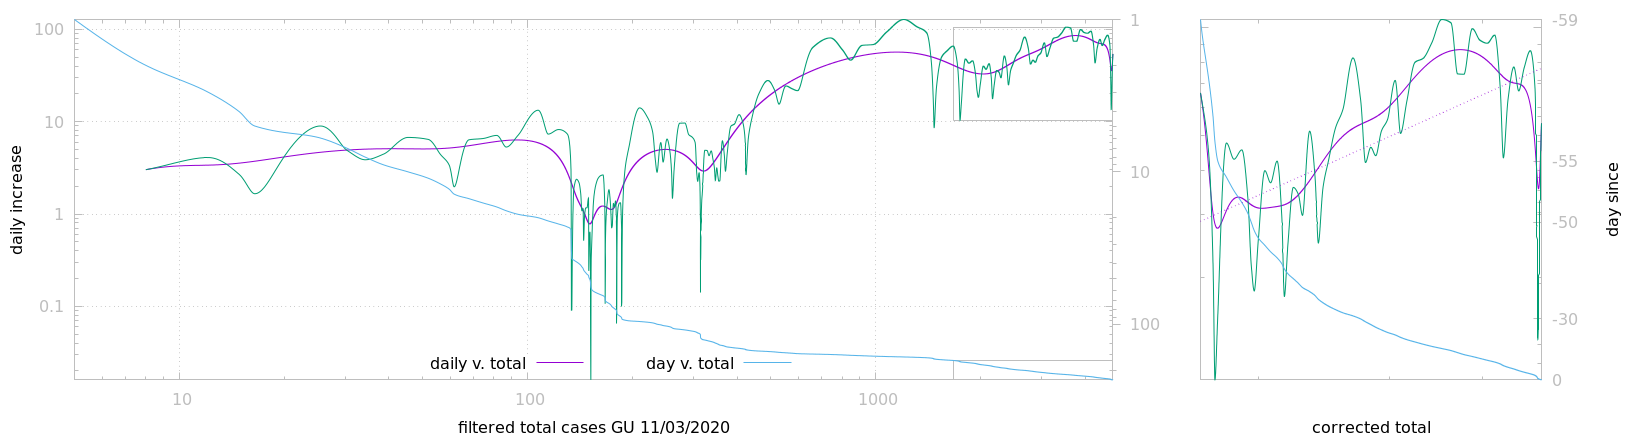 100
10
1
0.1
daily increase
10
100
1000
filtered total cases GU 11/03/2020
daily v. total
day v. total
1
10
100
-59
-55
-50
-30
0
day since
corrected total